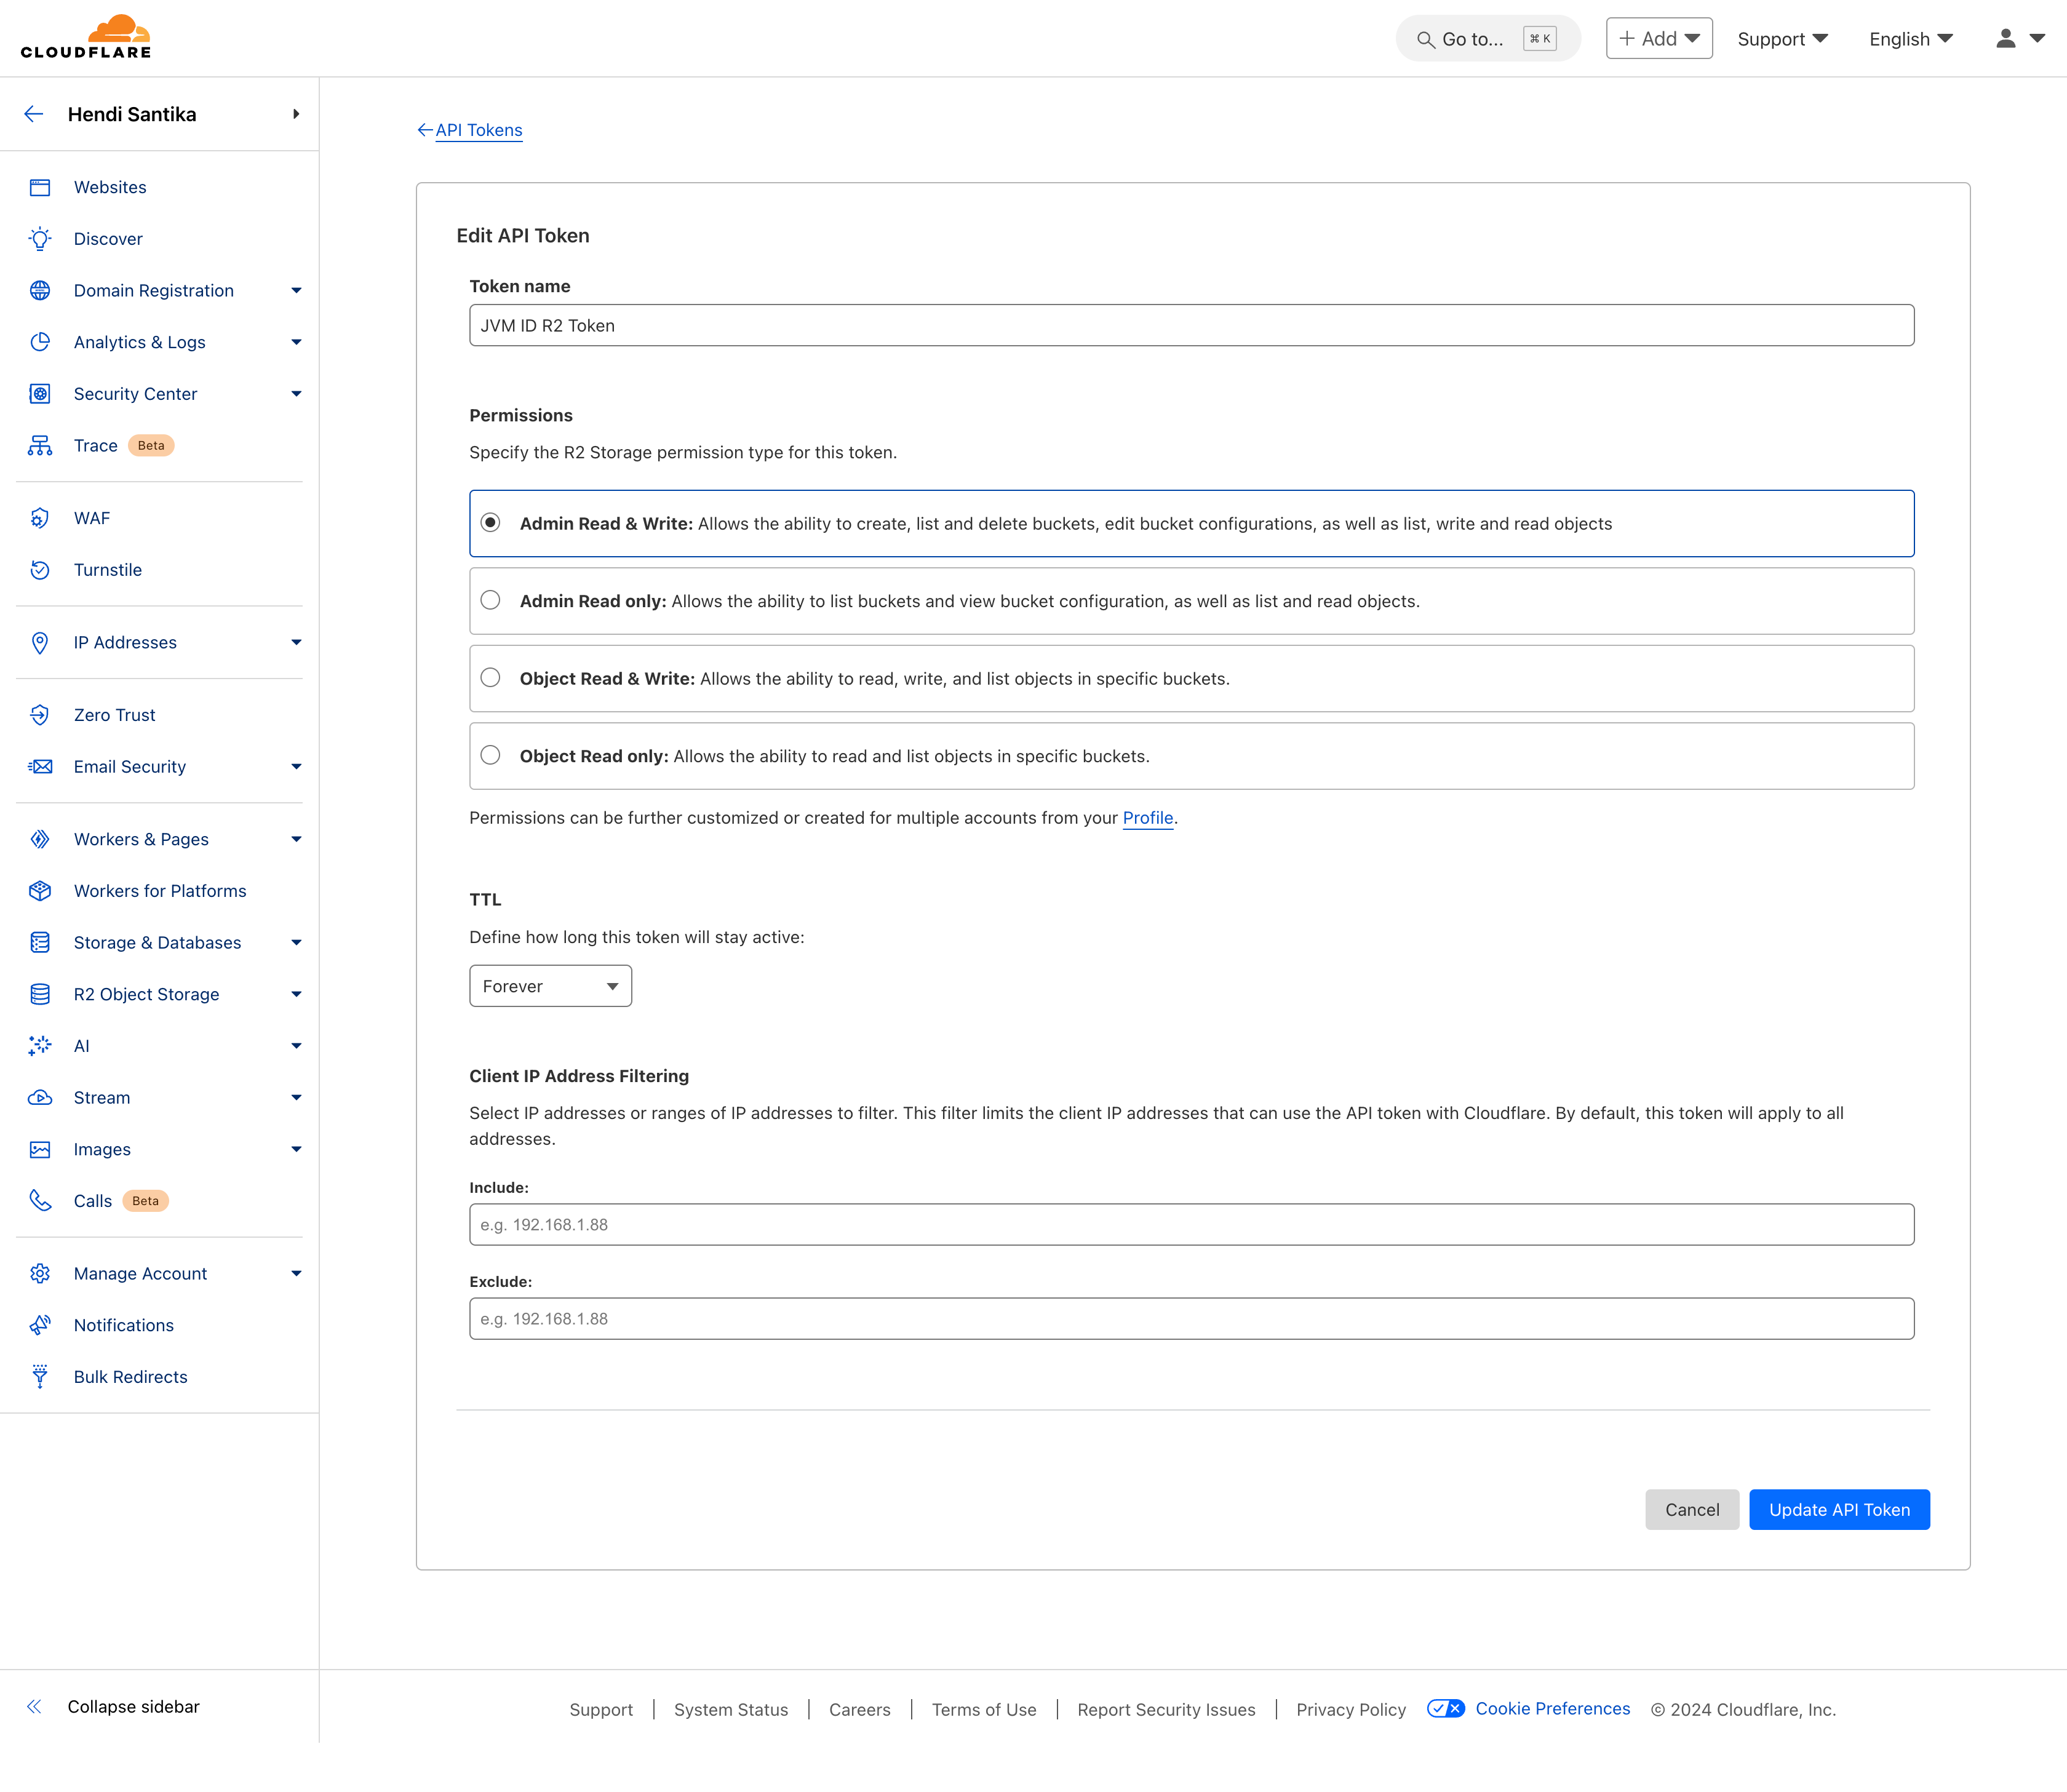 CLOUDFLARE
Go to... ⌘ K
+ Add
Support
English
Hendi Santika
Websites
Discover
Domain Registration
Analytics & Logs
Security Center
Trace Beta
WAF
Turnstile
IP Addresses
Zero Trust
Email Security
Workers & Pages
Workers for Platforms
Storage & Databases
R2 Object Storage
AI
Stream
Images
Calls Beta
Manage Account
Notifications
Bulk Redirects
Collapse sidebar
API Tokens
Edit API Token
Token name
JVM ID R2 Token
Permissions
Specify the R2 Storage permission type for this token.
Admin Read & Write: Allows the ability to create, list and delete buckets, edit bucket configurations, as well as list, write and read objects
Admin Read only: Allows the ability to list buckets and view bucket configuration, as well as list and read objects.
Object Read & Write: Allows the ability to read, write, and list objects in specific buckets.
Object Read only: Allows the ability to read and list objects in specific buckets.
Permissions can be further customized or created for multiple accounts from your Profile.
TTL
Define how long this token will stay active:
Forever
Client IP Address Filtering
Select IP addresses or ranges of IP addresses to filter. This filter limits the client IP addresses that can use the API token with Cloudflare. By default, this token will apply to all
addresses.
Include:
e.g. 192.168.1.88
Exclude:
e.g. 192.168.1.88
Cancel
Update API Token
Support | System Status | Careers | Terms of Use | Report Security Issues | Privacy Policy Cookie Preferences © 2024 Cloudflare, Inc.